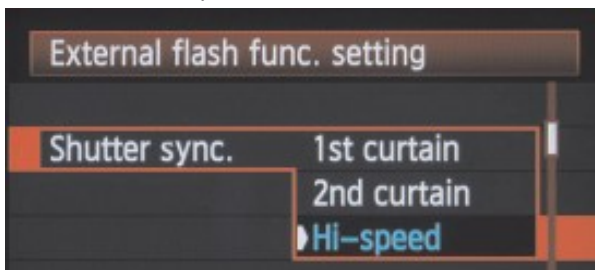 External flash func. setting
Shutter sync. 1st curtain
2nd curtain
Hi-speed